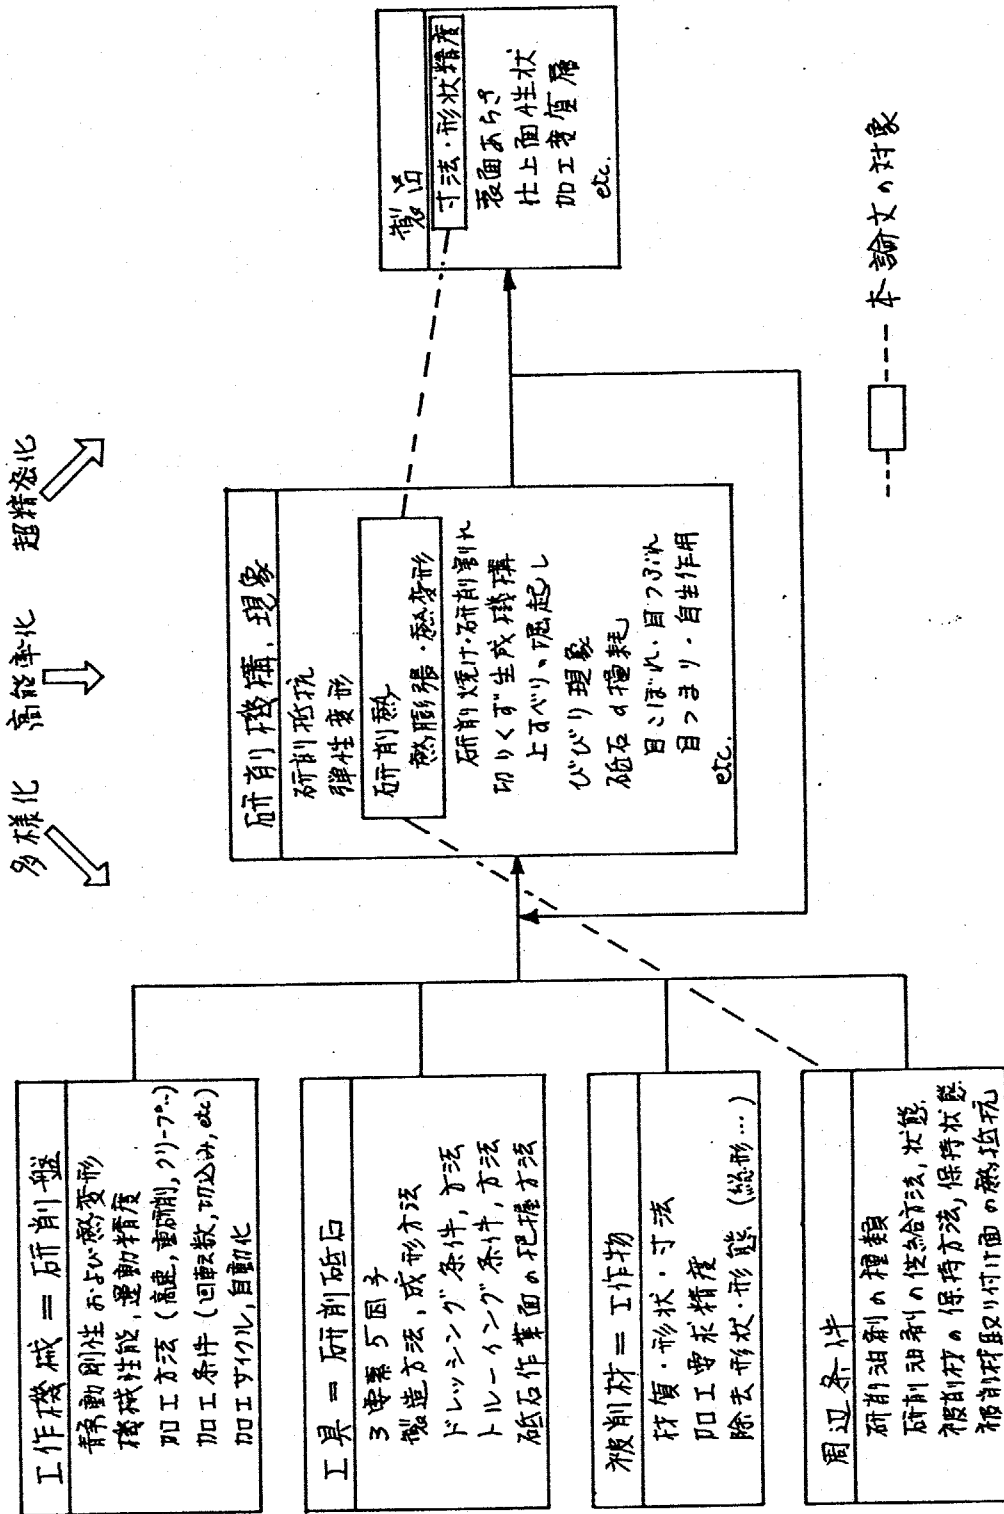 多様化
高能率化
超精密化
工作機械＝研削盤
静動剛性および熱変形
機械性能, 運動精度
加工方法 (高速, 重研削, クリープ…)
加工条件 (回転数, 切込み, etc)
加工サイクル, 自動化
工具＝研削砥石
3要素5因子
製造方法, 成形方法
ドレッシング条件, 方法
トルーイング条件, 方法
砥石作業面の把握方法
被削材＝工作物
材質・形状・寸法
加工要求精度
除去形状・形態 (総形…)
周辺条件
研削油剤の種類
研削油剤の供給方法, 状態
被削材の保持方法, 保持状態
被削材取り付け面の熱抵抗
研削機構, 現象
研削抵抗
弾性変形
研削熱
熱膨張・熱変形
研削焼け・研削割れ
切りくず生成機構
上すべり, 掘起し
びびり現象
砥石の損耗
目こぼれ・目つぶれ
目つまり・自生作用
etc.
製品
寸法・形状精度
表面あらさ
仕上面性状
加工変質層
etc.
本論文の対象